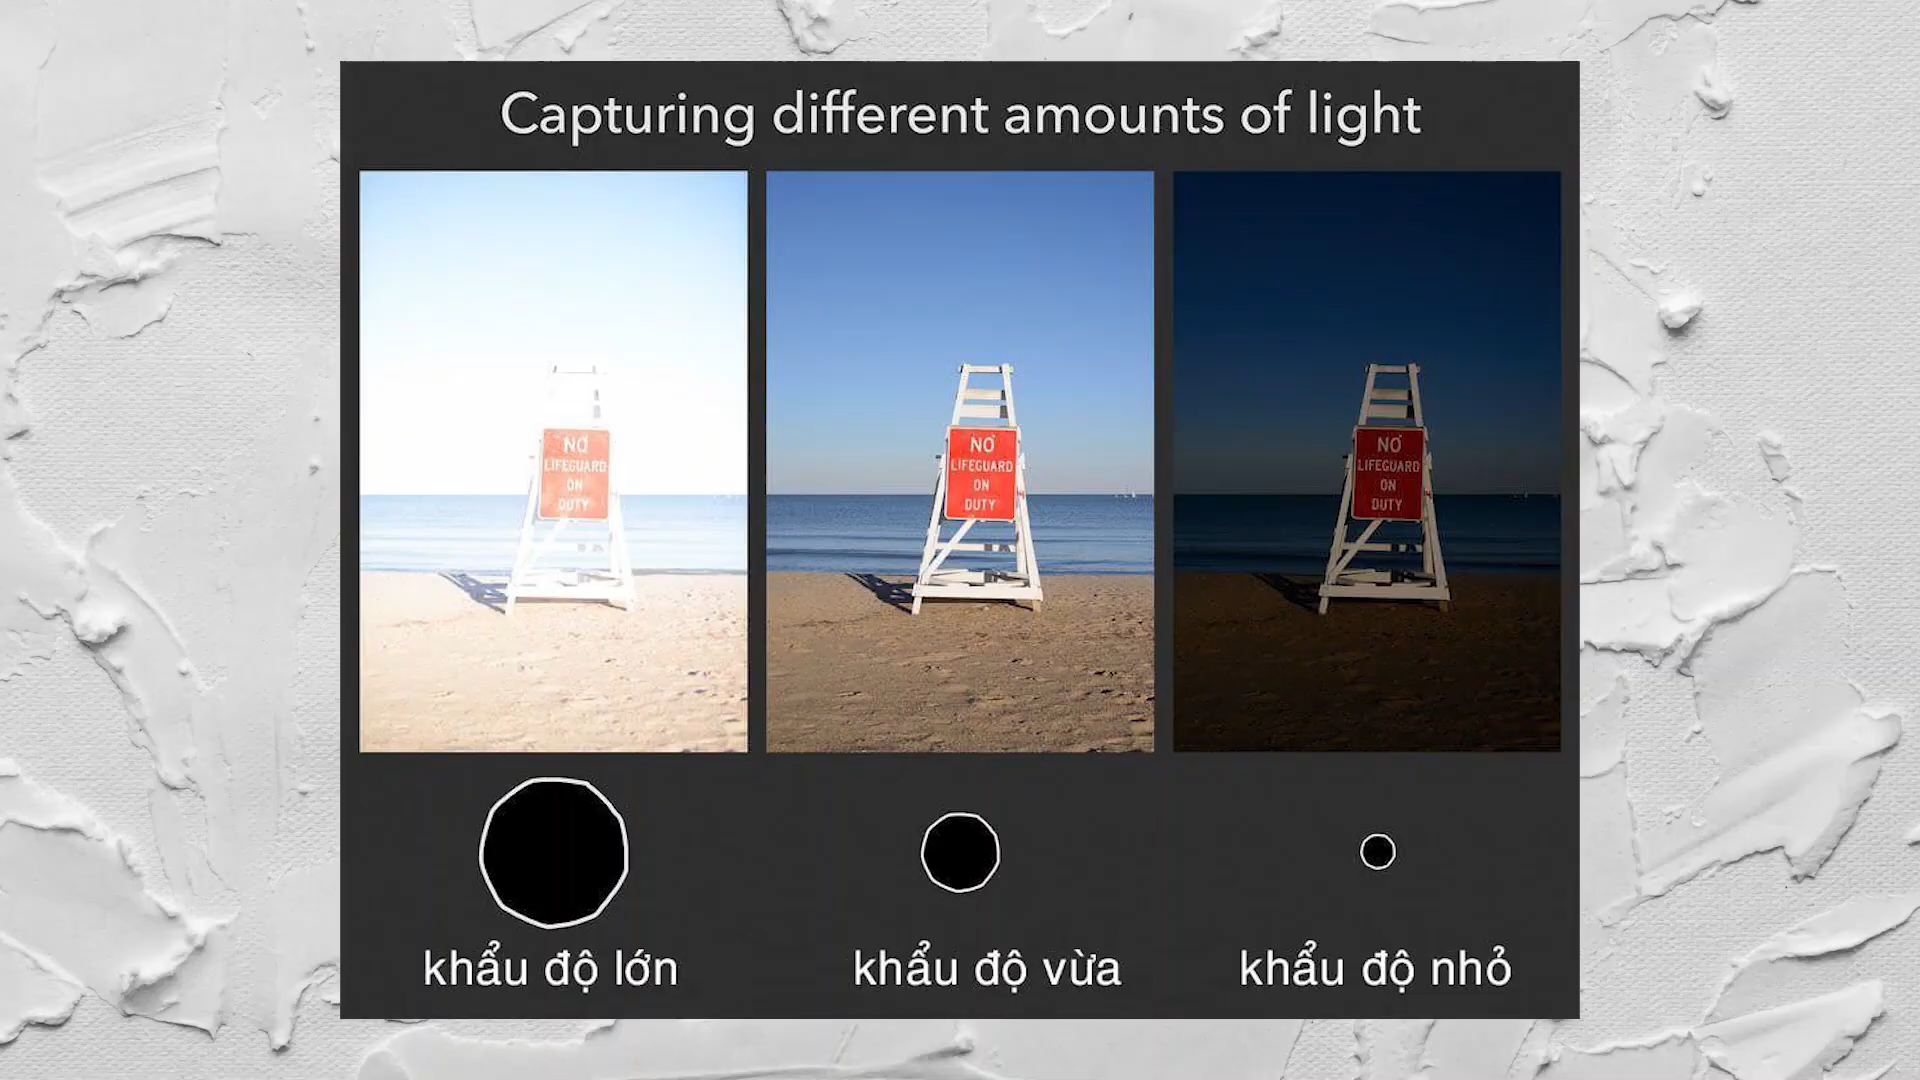 Capturing different amounts of light
NO
LIFEGUARD
ON
DUTY
NO
LIFEGUARD
ON
DUTY
NO
LIFEGUARD
ON
DUTY
khẩu độ lớn
khẩu độ vừa
khẩu độ nhỏ